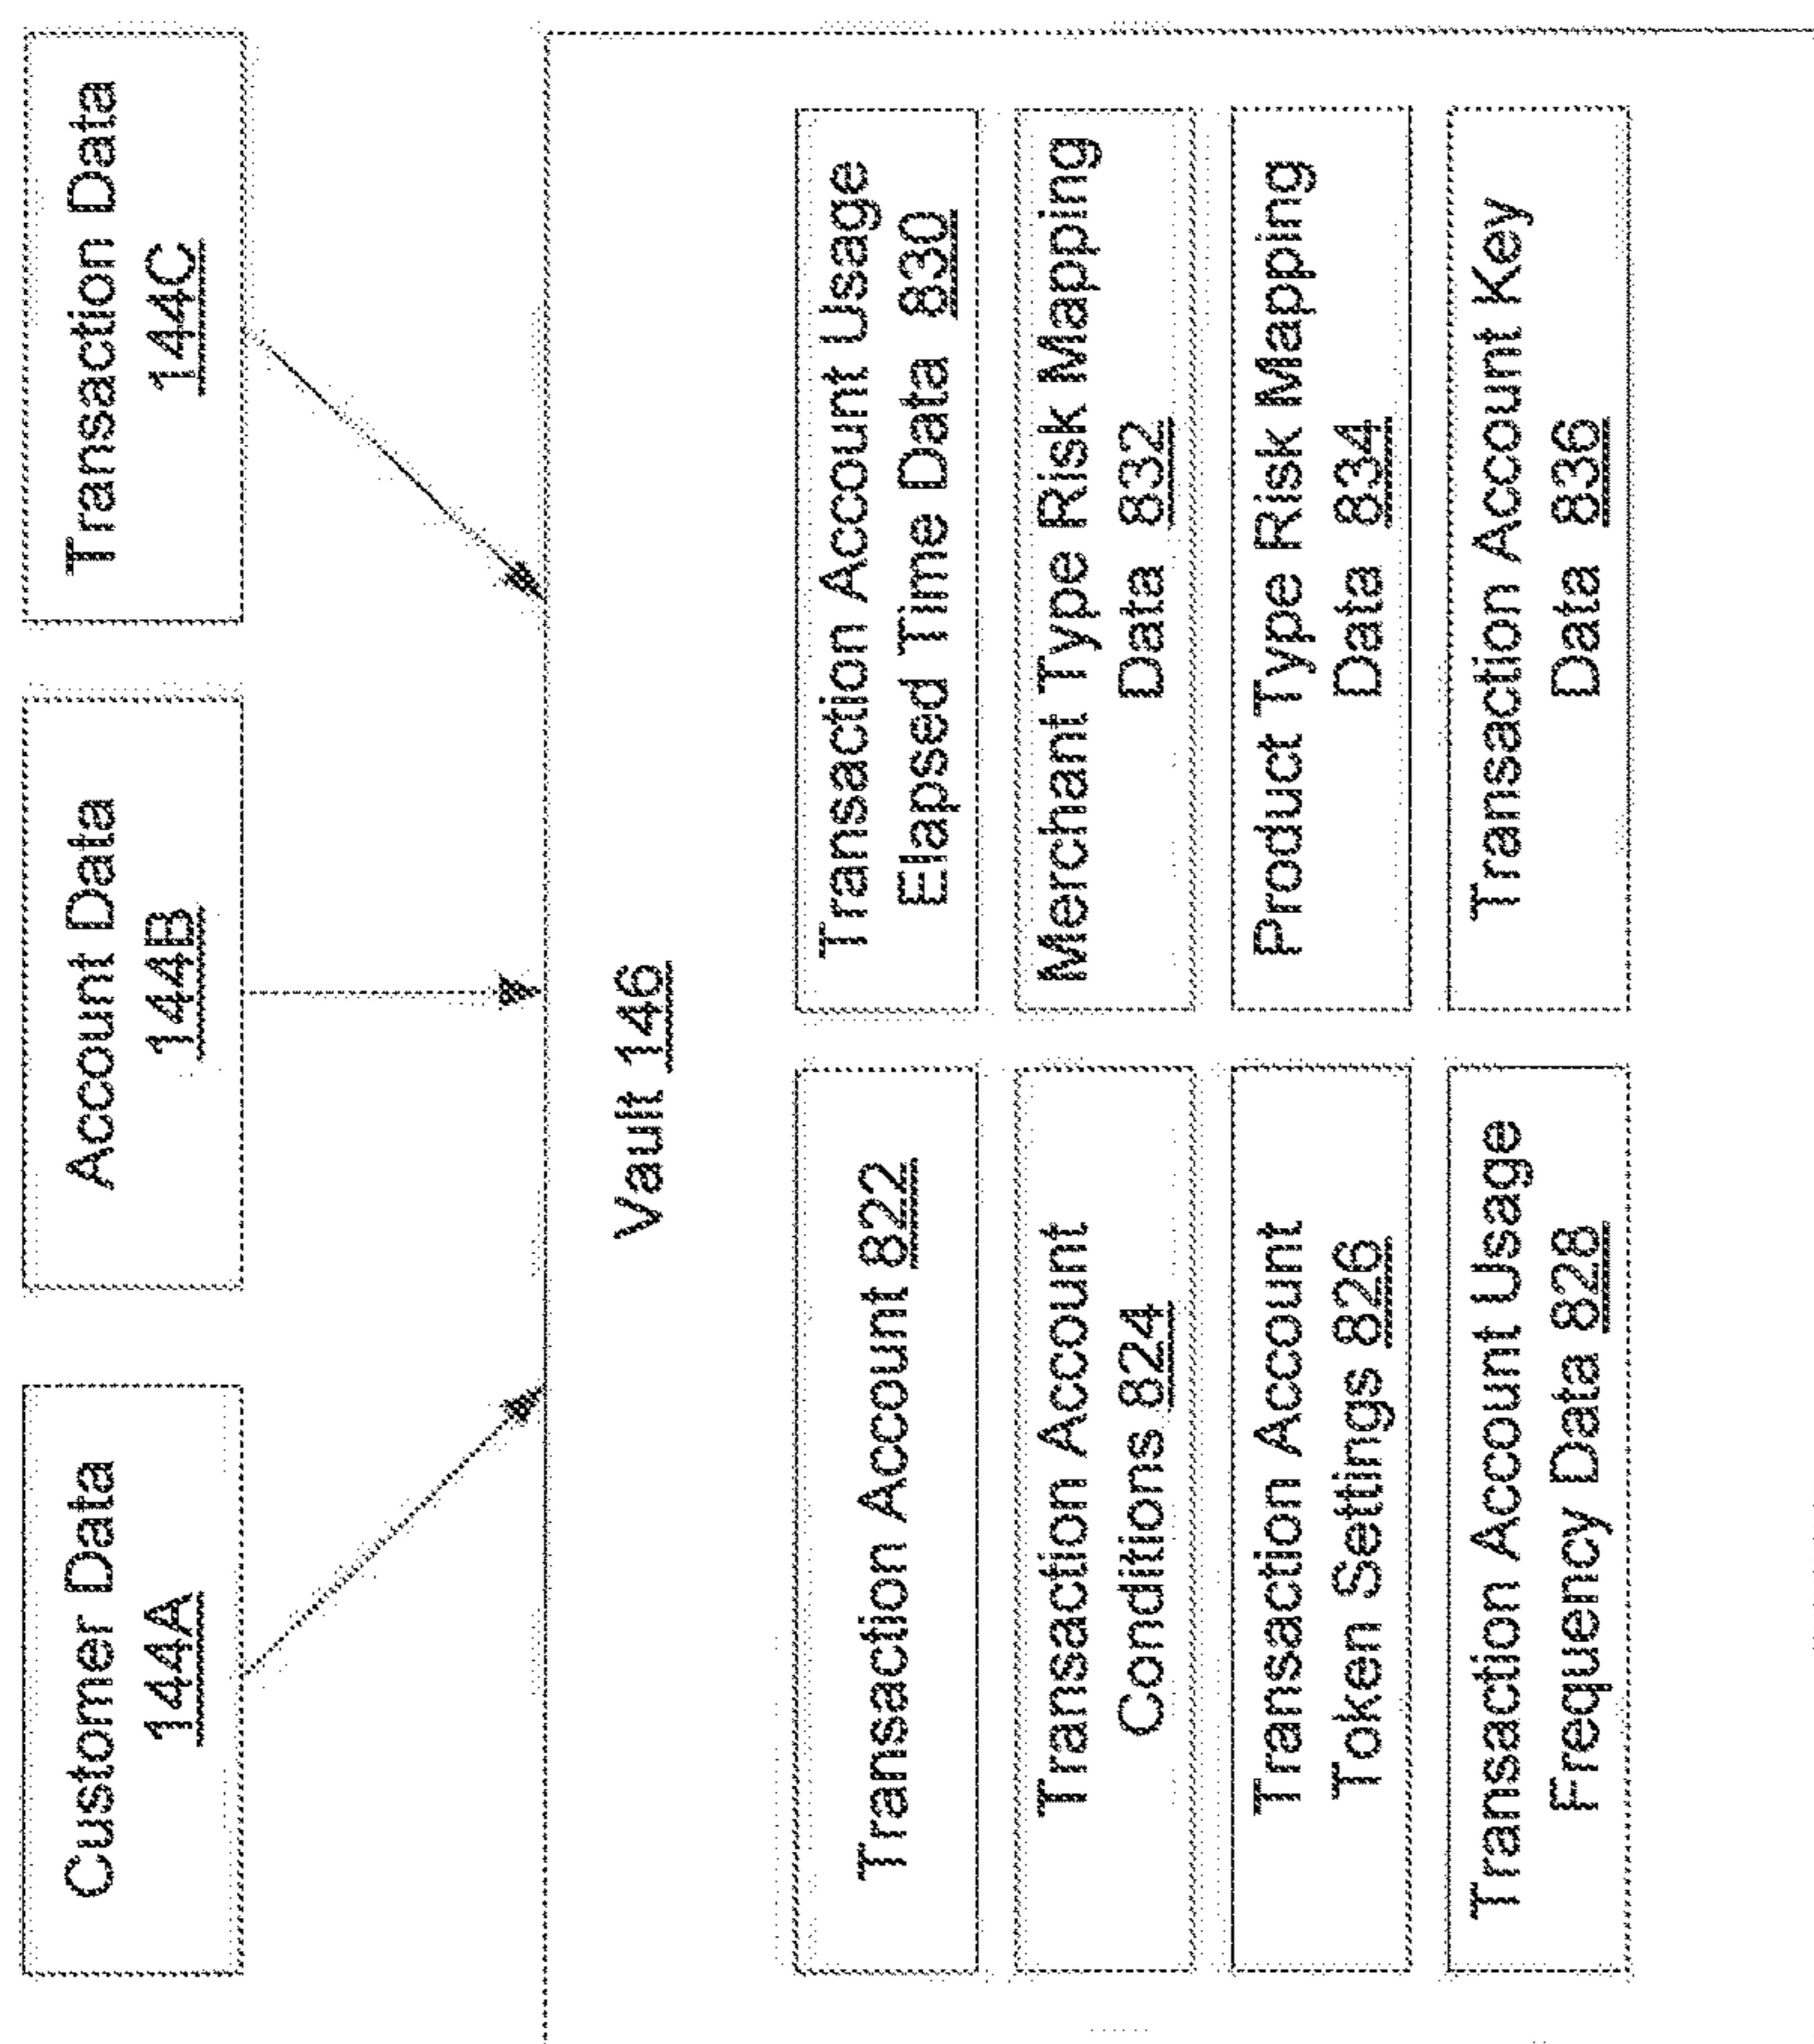 Customer Data
144A
Account Data
144B
Transaction Data
144C
Vault 146
Transaction Account 822
Transaction Account
Conditions 824
Transaction Account
Token Settings 826
Transaction Account Usage
Frequency Data 828
Transaction Account Usage
Elapsed Time Data 830
Merchant Type Risk Mapping
Data 832
Product Type Risk Mapping
Data 834
Transaction Account Key
Data 836